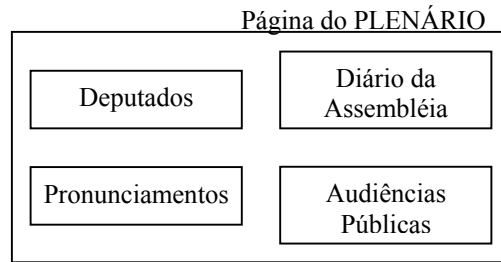 Página do PLENÁRIO
Deputados
Diário da
Assembléia
Pronunciamentos
Audiências
Públicas